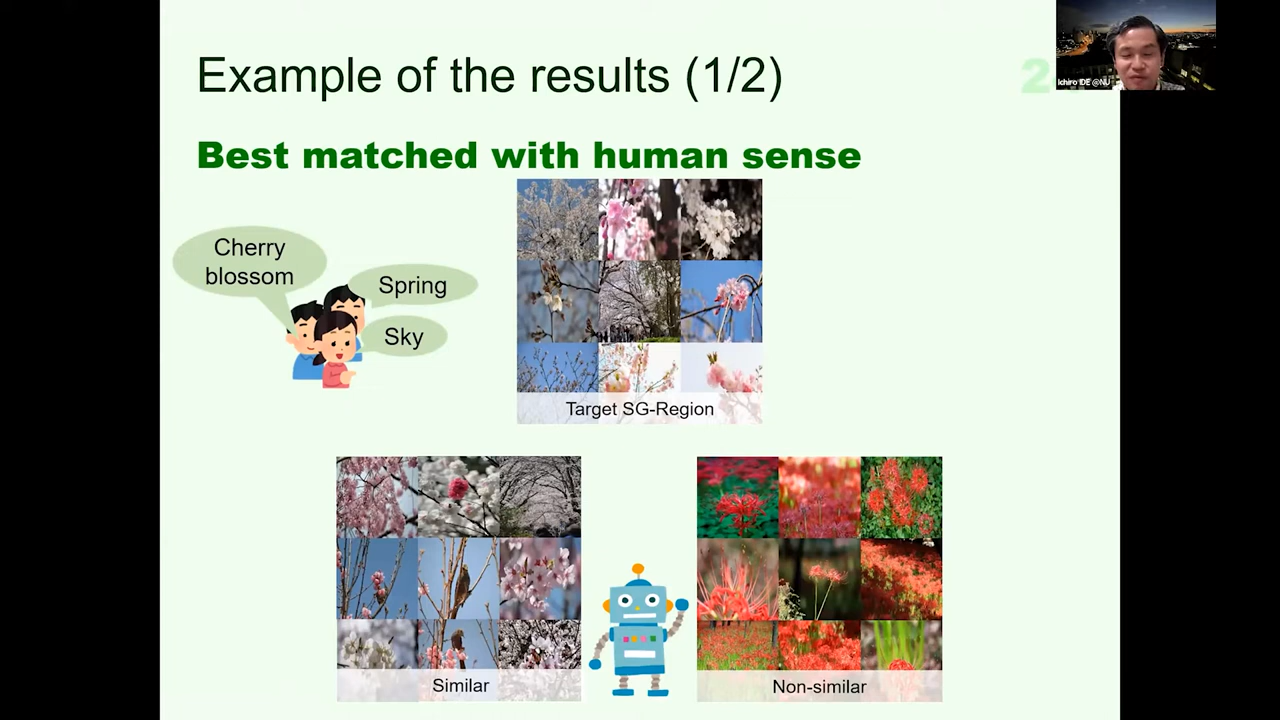 Example of the results (1/2)
2
Ichiro IDE @NU
Best matched with human sense
Cherry
blossom
Spring
Sky
Target SG-Region
Similar
Non-similar